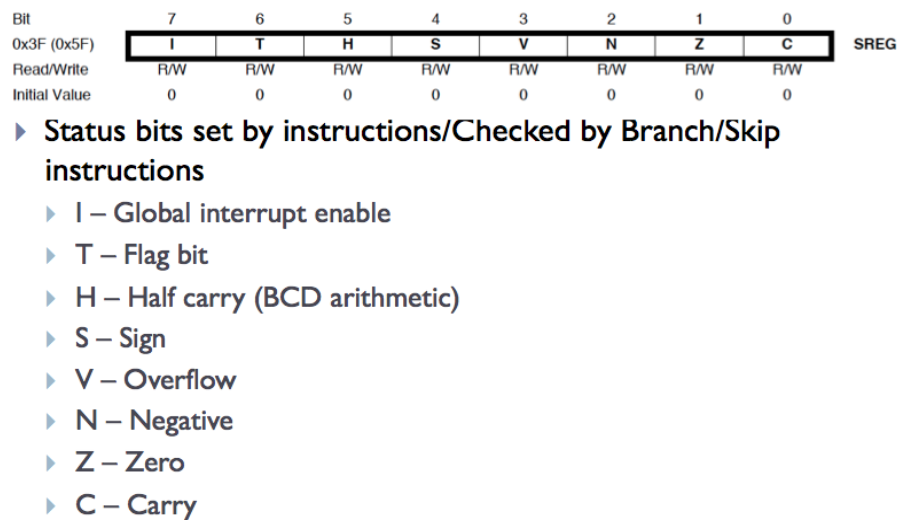 Bit 7 6 5 4 3 2 1 0
0x3F (0x5F) I T H S V N Z C SREG
Read/Write R/W R/W R/W R/W R/W R/W R/W R/W
Initial Value 0 0 0 0 0 0 0 0
Status bits set by instructions/Checked by Branch/Skip
instructions
I – Global interrupt enable
T – Flag bit
H – Half carry (BCD arithmetic)
S – Sign
V – Overflow
N – Negative
Z – Zero
C – Carry